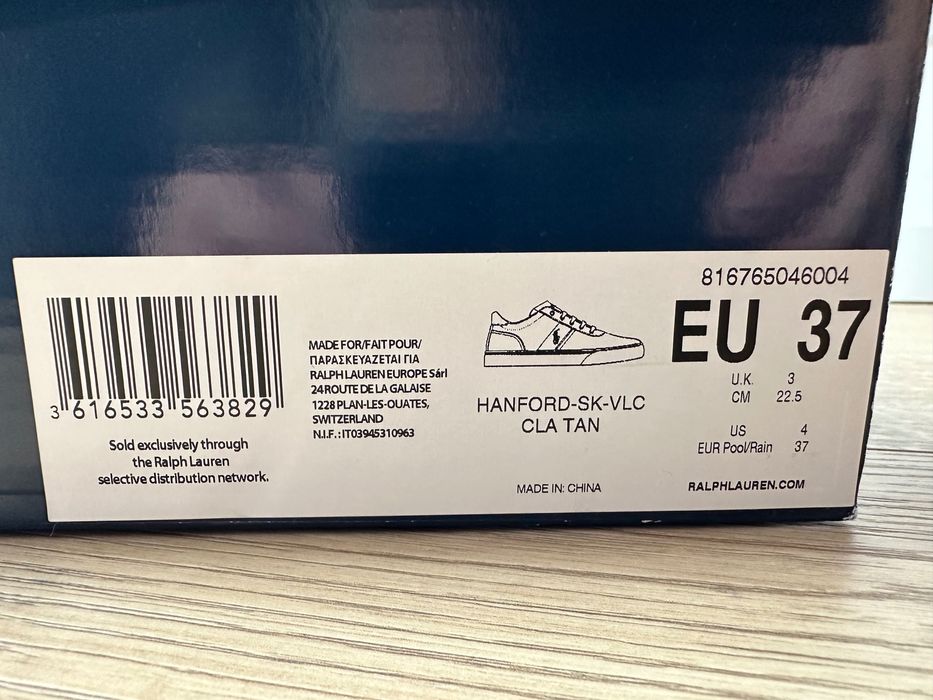 3 616533 563829
Sold exclusively through
the Ralph Lauren
selective distribution network.
MADE FOR/FAIT POUR/
ΠΑΡΑΣΚΕΥΑΖΕΤΑΙ ΓΙΑ
RALPH LAUREN EUROPE Sárl
24 ROUTE DE LA GALAISE
1228 PLAN-LES-OUATES,
SWITZERLAND
N.I.F.:IT03945310963
HANFORD-SK-VLC
CLA TAN
MADE IN: CHINA
816765046004
EU 37
U.K. 3
CM 22.5
US 4
EUR Pool/Rain 37
RALPHLAUREN.COM